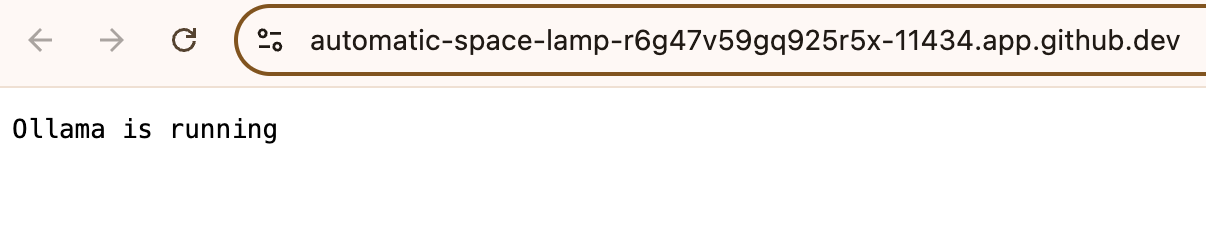 automatic-space-lamp-r6g47v59gq925r5x-11434.app.github.dev
Ollama is running